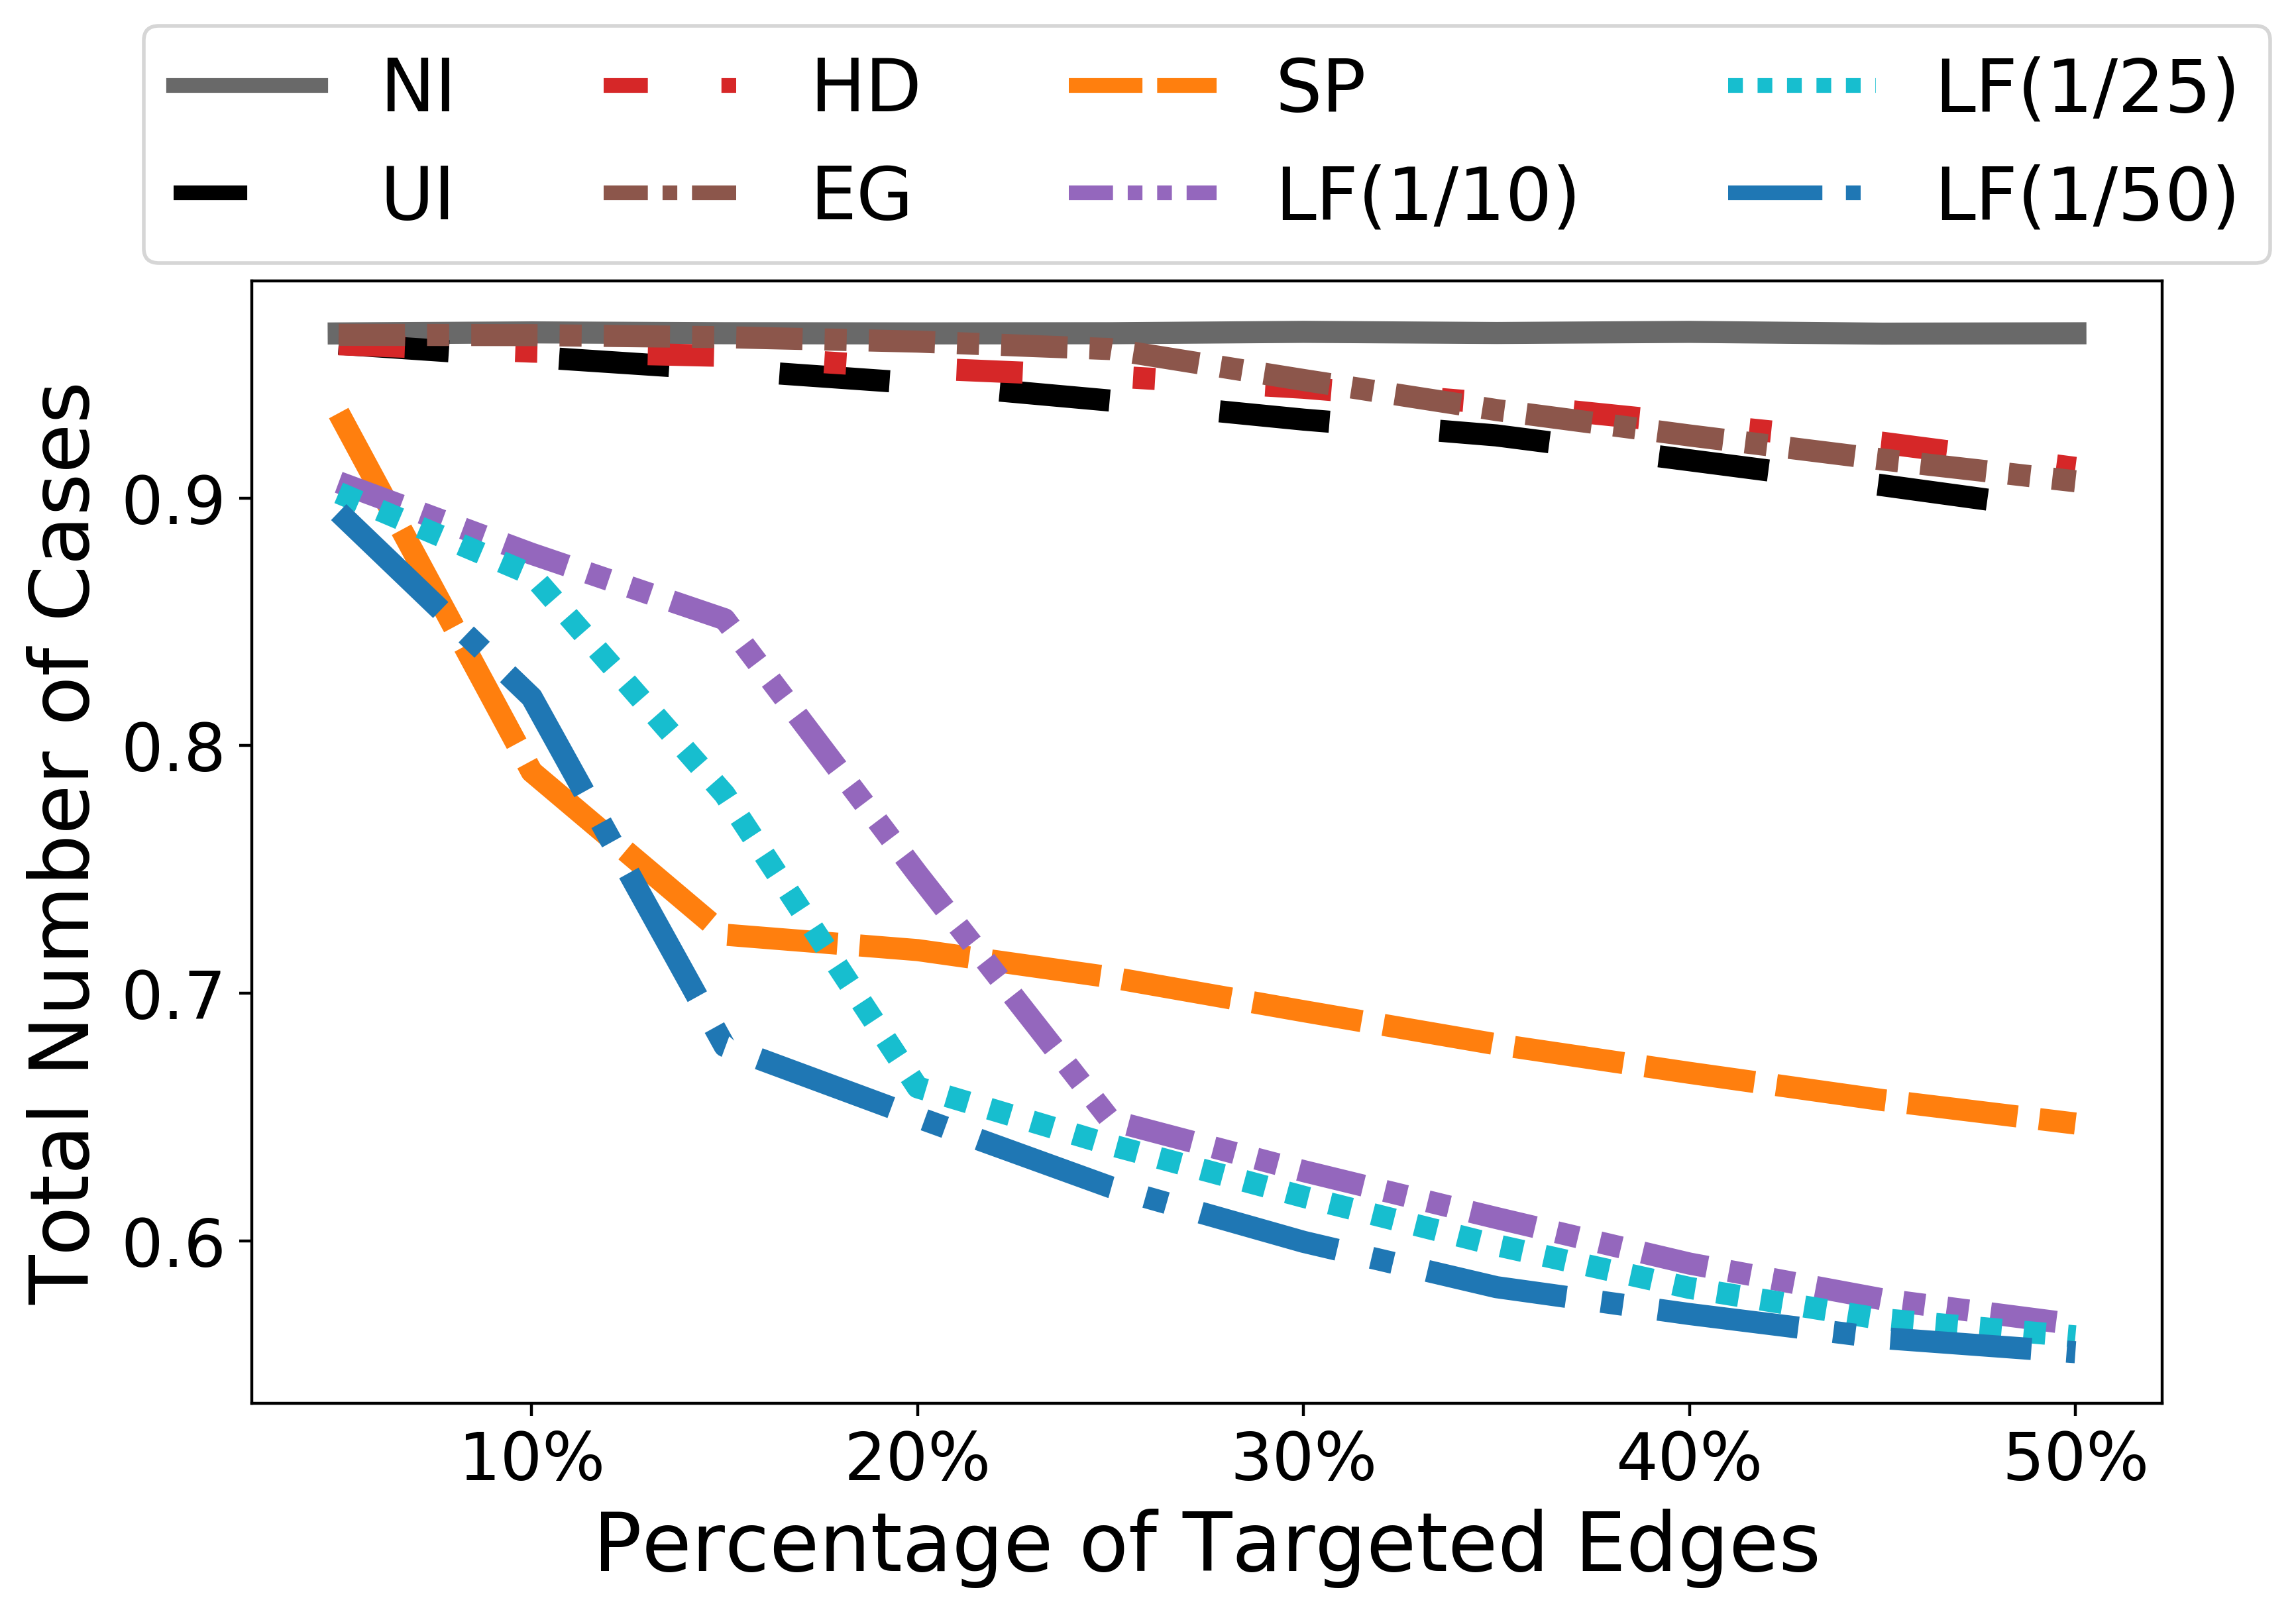 NI HD SP LF(1/25)
UI EG LF(1/10) LF(1/50)
Total Number of Cases
0.9
0.8
0.7
0.6
10% 20% 30% 40% 50%
Percentage of Targeted Edges